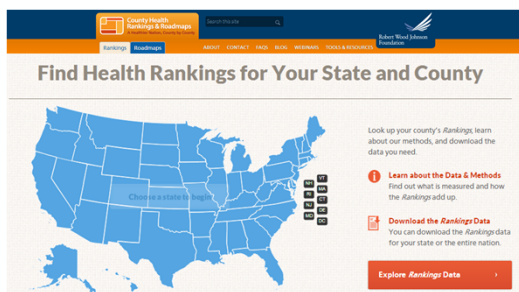 County Health
Rankings & Roadmaps
A Healthier Nation, County by County
Search this site
Robert Wood Johnson
Foundation
Rankings Roadmaps ABOUT CONTACT FAQS BLOG WEBINARS TOOLS & RESOURCES
Find Health Rankings for Your State and County
Look up your county's Rankings, learn
about our methods, and download the
data you need.
Learn about the Data & Methods
Find out what is measured and how
the Rankings add up.
Download the Rankings Data
You can download the Rankings data
for your state or the entire nation.
Explore Rankings Data ›
Choose a state to begin
NH VT
RI MA
NJ CT
MD DE
DC